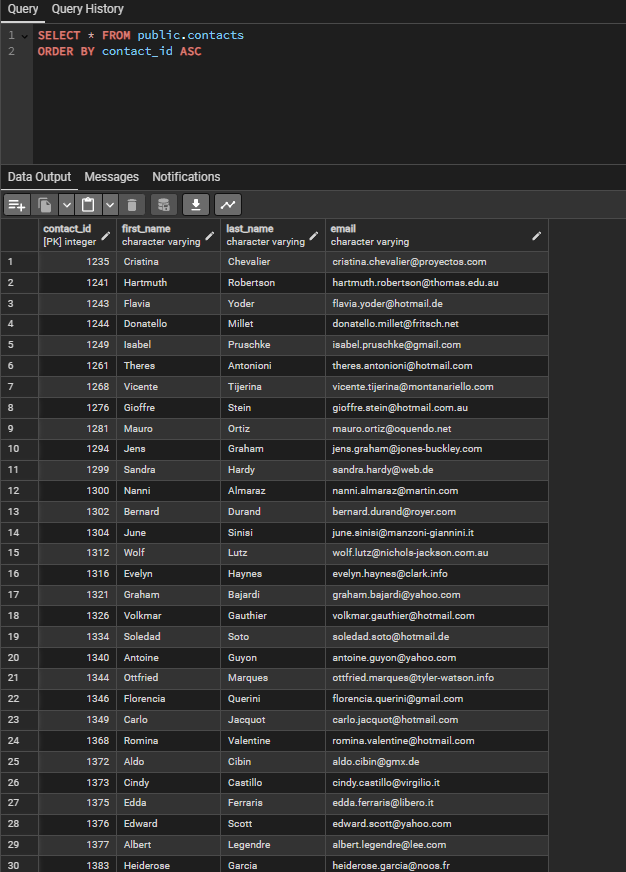 Query Query History
1 SELECT * FROM public.contacts
2 ORDER BY contact_id ASC
Data Output Messages Notifications
contact_id first_name last_name email
[PK] integer character varying character varying character varying
1 1235 Cristina Chevalier cristina.chevalier@proyectos.com
2 1241 Hartmuth Robertson hartmuth.robertson@thomas.edu.au
3 1243 Flavia Yoder flavia.yoder@hotmail.de
4 1244 Donatello Millet donatello.millet@fritsch.net
5 1249 Isabel Pruschke isabel.pruschke@gmail.com
6 1261 Theres Antonioni theres.antonioni@hotmail.com
7 1268 Vicente Tijerina vicente.tijerina@montanariello.com
8 1276 Gioffre Stein gioffre.stein@hotmail.com.au
9 1281 Mauro Ortiz mauro.ortiz@oquendo.net
10 1294 Jens Graham jens.graham@jones-buckley.com
11 1299 Sandra Hardy sandra.hardy@web.de
12 1300 Nanni Almaraz nanni.almaraz@martin.com
13 1302 Bernard Durand bernard.durand@royer.com
14 1304 June Sinisi june.sinisi@manzoni-giannini.it
15 1312 Wolf Lutz wolf.lutz@nichols-jackson.com.au
16 1316 Evelyn Haynes evelyn.haynes@clark.info
17 1321 Graham Bajardi graham.bajardi@yahoo.com
18 1326 Volkmar Gauthier volkmar.gauthier@hotmail.com
19 1334 Soledad Soto soledad.soto@hotmail.de
20 1340 Antoine Guyon antoine.guyon@yahoo.com
21 1344 Ottfried Marques ottfried.marques@tyler-watson.info
22 1346 Florencia Querini florencia.querini@gmail.com
23 1349 Carlo Jacquot carlo.jacquot@hotmail.com
24 1368 Romina Valentine romina.valentine@hotmail.com
25 1372 Aldo Cibin aldo.cibin@gmx.de
26 1373 Cindy Castillo cindy.castillo@virgilio.it
27 1375 Edda Ferraris edda.ferraris@libero.it
28 1376 Edward Scott edward.scott@yahoo.com
29 1377 Albert Legendre albert.legendre@lee.com
30 1383 Heiderose Garcia heiderose.garcia@noos.fr